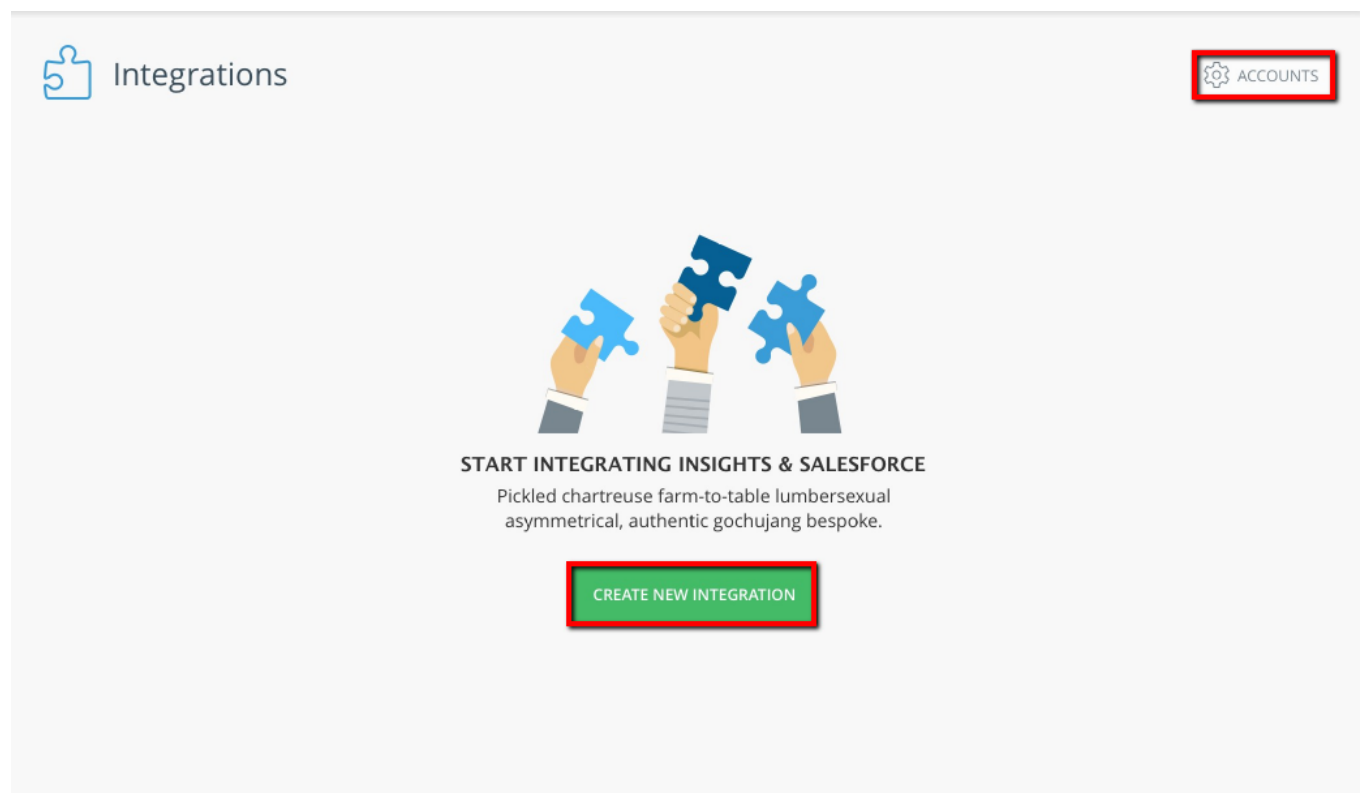 Integrations
ACCOUNTS
START INTEGRATING INSIGHTS & SALESFORCE
Pickled chartreuse farm-to-table lumbersexual
asymmetrical, authentic gochujang bespoke.
CREATE NEW INTEGRATION